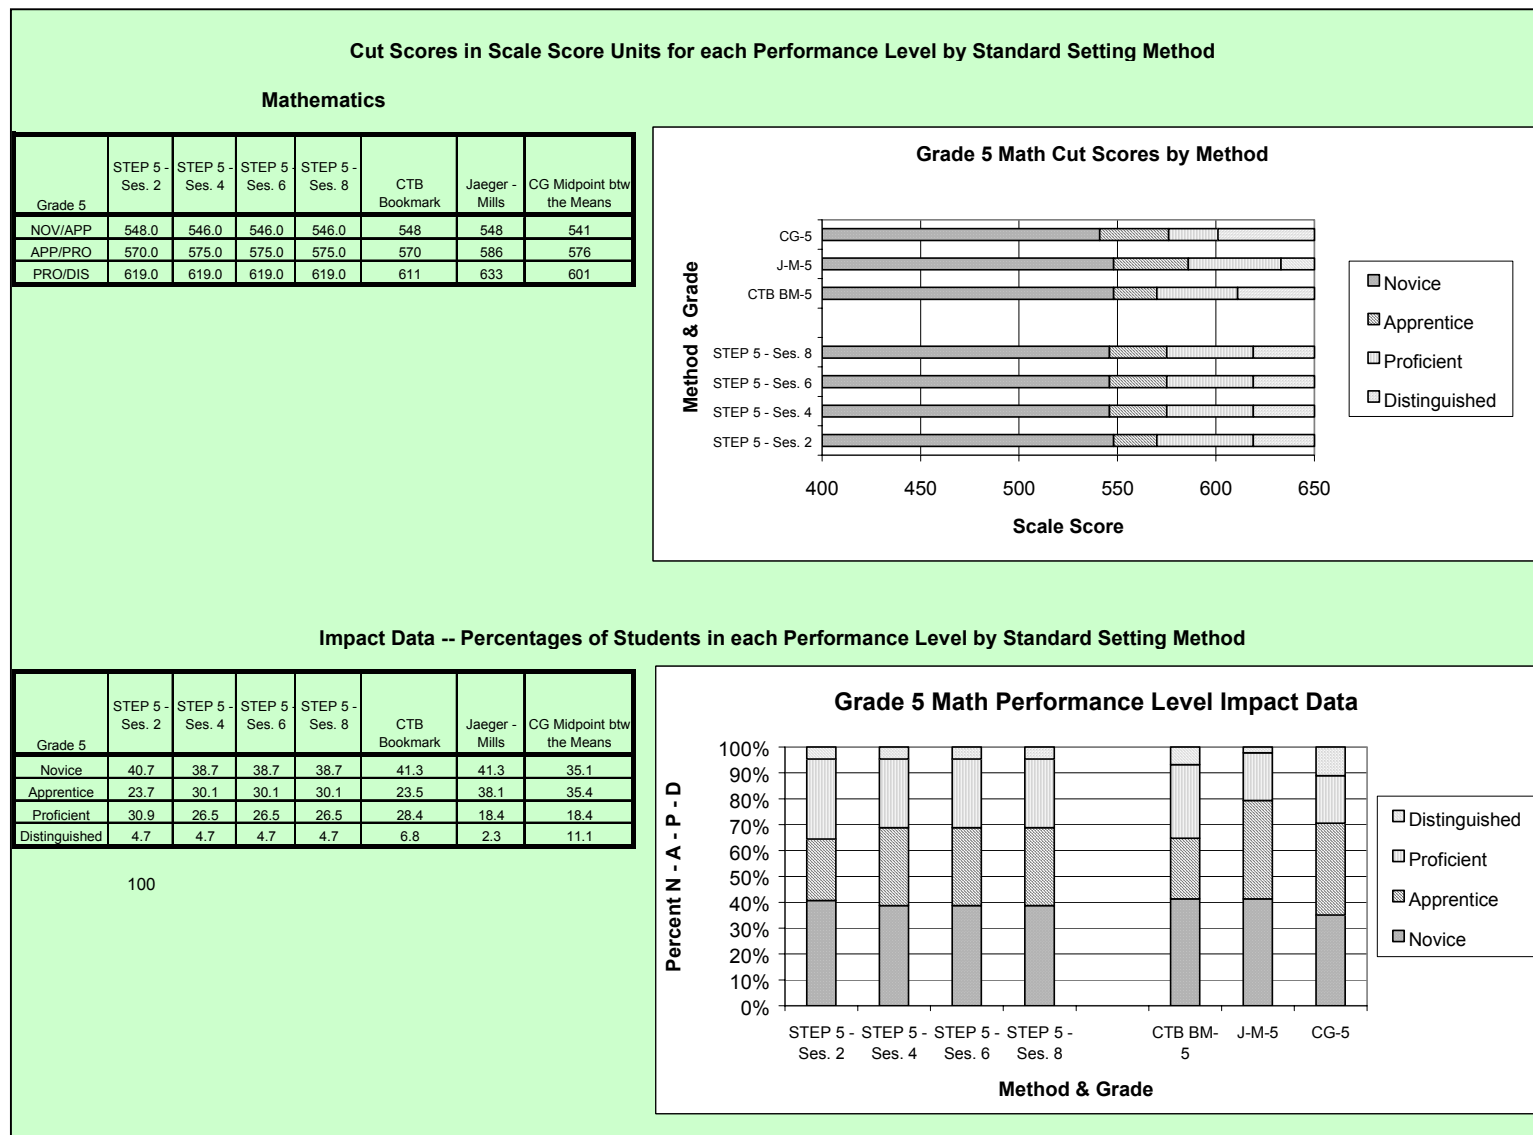 Cut Scores in Scale Score Units for each Performance Level by Standard Setting Method
Mathematics
Grade 5 STEP 5 - Ses. 2 STEP 5 - Ses. 4 STEP 5 - Ses. 6 STEP 5 - Ses. 8 CTB Bookmark Jaeger - Mills CG Midpoint btw the Means
NOV/APP 548.0 546.0 546.0 546.0 548 548 541
APP/PRO 570.0 575.0 575.0 575.0 570 586 576
PRO/DIS 619.0 619.0 619.0 619.0 611 633 601
Grade 5 Math Cut Scores by Method
Method & Grade
CG-5
J-M-5
CTB BM-5
STEP 5 - Ses. 8
STEP 5 - Ses. 6
STEP 5 - Ses. 4
STEP 5 - Ses. 2
400 450 500 550 600 650
Scale Score
Novice
Apprentice
Proficient
Distinguished
Impact Data -- Percentages of Students in each Performance Level by Standard Setting Method
Grade 5 STEP 5 - Ses. 2 STEP 5 - Ses. 4 STEP 5 - Ses. 6 STEP 5 - Ses. 8 CTB Bookmark Jaeger - Mills CG Midpoint btw the Means
Novice 40.7 38.7 38.7 38.7 41.3 41.3 35.1
Apprentice 23.7 30.1 30.1 30.1 23.5 38.1 35.4
Proficient 30.9 26.5 26.5 26.5 28.4 18.4 18.4
Distinguished 4.7 4.7 4.7 4.7 6.8 2.3 11.1
100
Grade 5 Math Performance Level Impact Data
Percent N - A - P - D
100%
90%
80%
70%
60%
50%
40%
30%
20%
10%
0%
STEP 5 - STEP 5 - STEP 5 - STEP 5 - CTB BM- J-M-5 CG-5
Ses. 2 Ses. 4 Ses. 6 Ses. 8 5
Method & Grade
Distinguished
Proficient
Apprentice
Novice